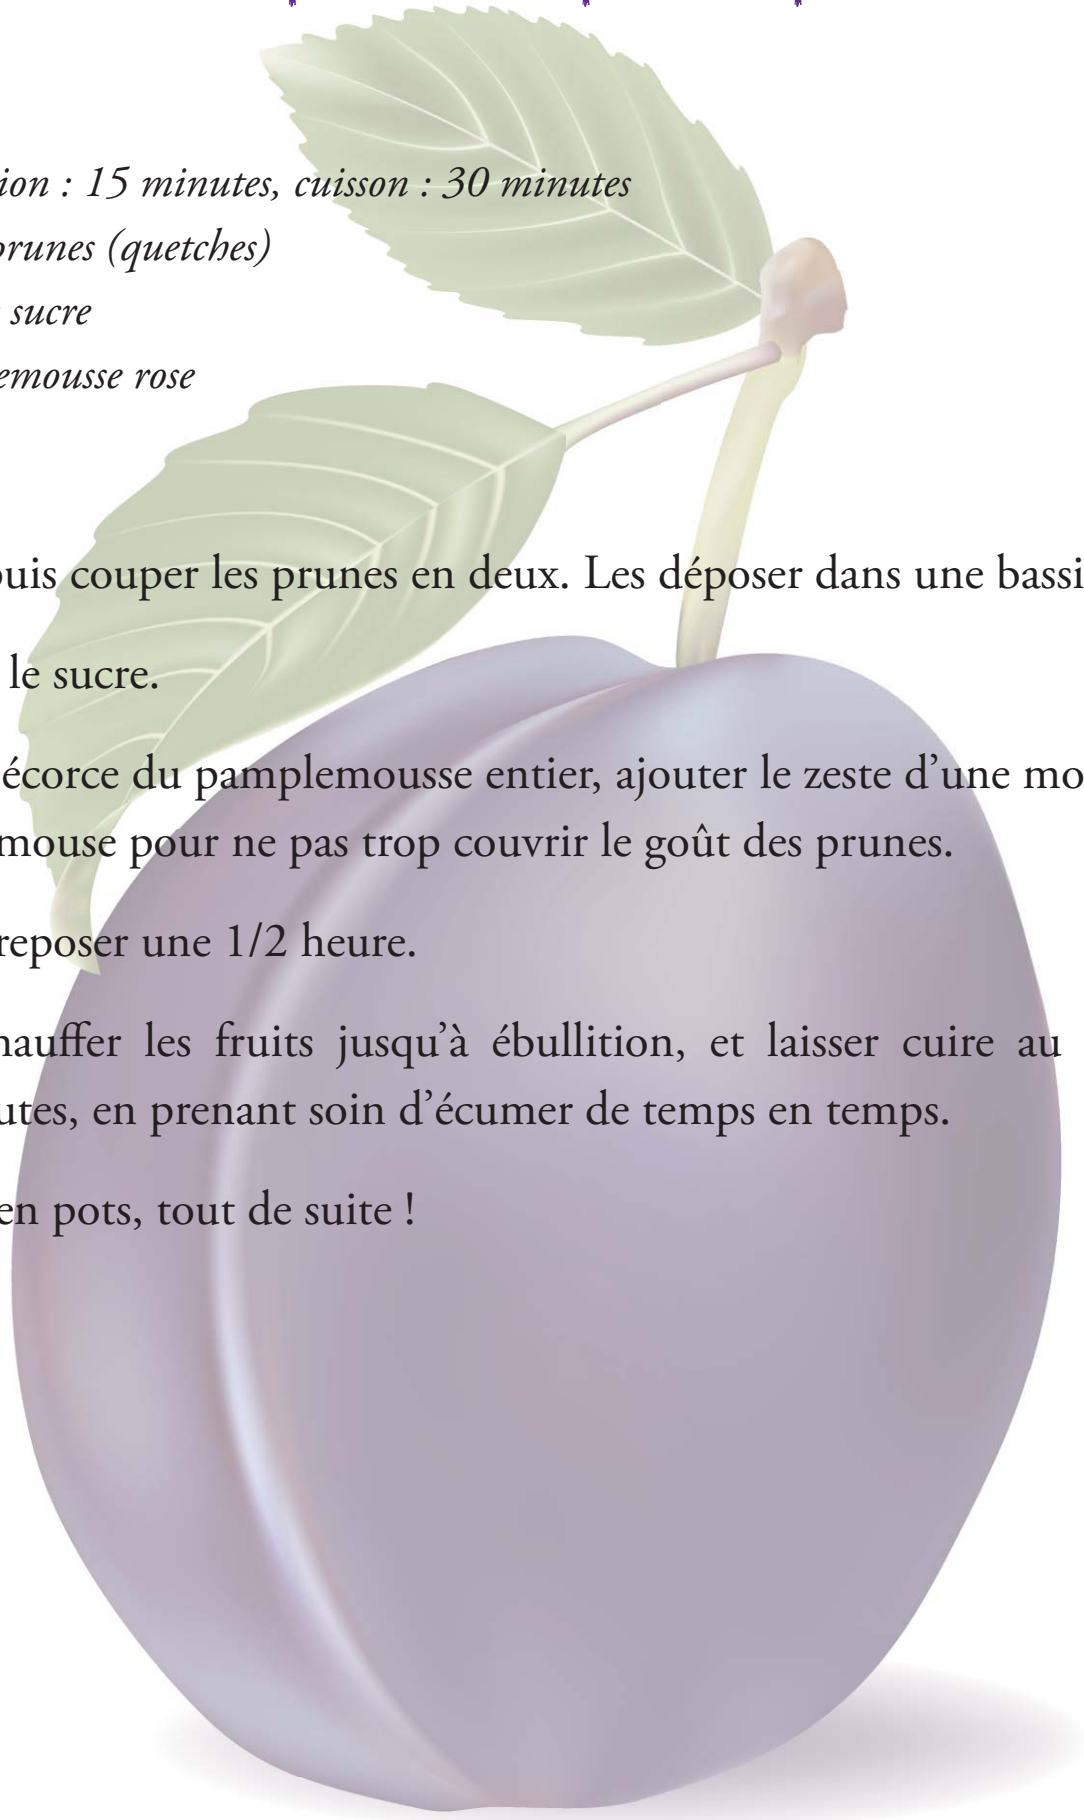 ion : 15 minutes, cuisson : 30 minutes
prunes (quetches)
sucre
emousse rose
puis couper les prunes en deux. Les déposer dans une bassi
le sucre.
écorce du pamplemousse entier, ajouter le zeste d’une mo
mouse pour ne pas trop couvrir le goût des prunes.
reposer une 1/2 heure.
hauffer les fruits jusqu’à ébullition, et laisser cuire au
utes, en prenant soin d’écumer de temps en temps.
en pots, tout de suite !